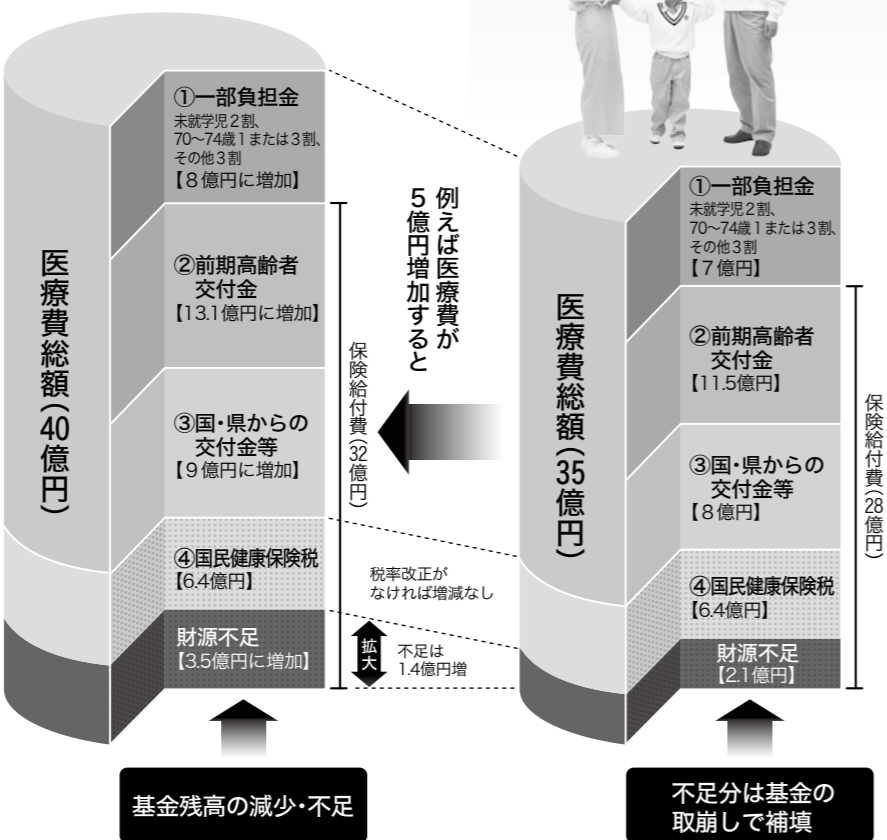 医療費総額(40億円)
①一部負担金
未就学児2割、
70〜74歳1または3割、
その他3割
【8億円に増加】
②前期高齢者
交付金
【13.1億円に増加】
③国・県からの
交付金等
【9億円に増加】
④国民健康保険税
【6.4億円】
財源不足
【3.5億円に増加】
保険給付費(32億円)
基金残高の減少・不足
例えば医療費が
5億円増加すると
税率改正が
なければ増減なし
拡大
不足は
1.4億円増
医療費総額(35億円)
①一部負担金
未就学児2割、
70〜74歳1または3割、
その他3割
【7億円】
②前期高齢者
交付金
【11.5億円】
③国・県からの
交付金等
【8億円】
④国民健康保険税
【6.4億円】
財源不足
【2.1億円】
保険給付費(28億円)
不足分は基金の
取崩しで補填